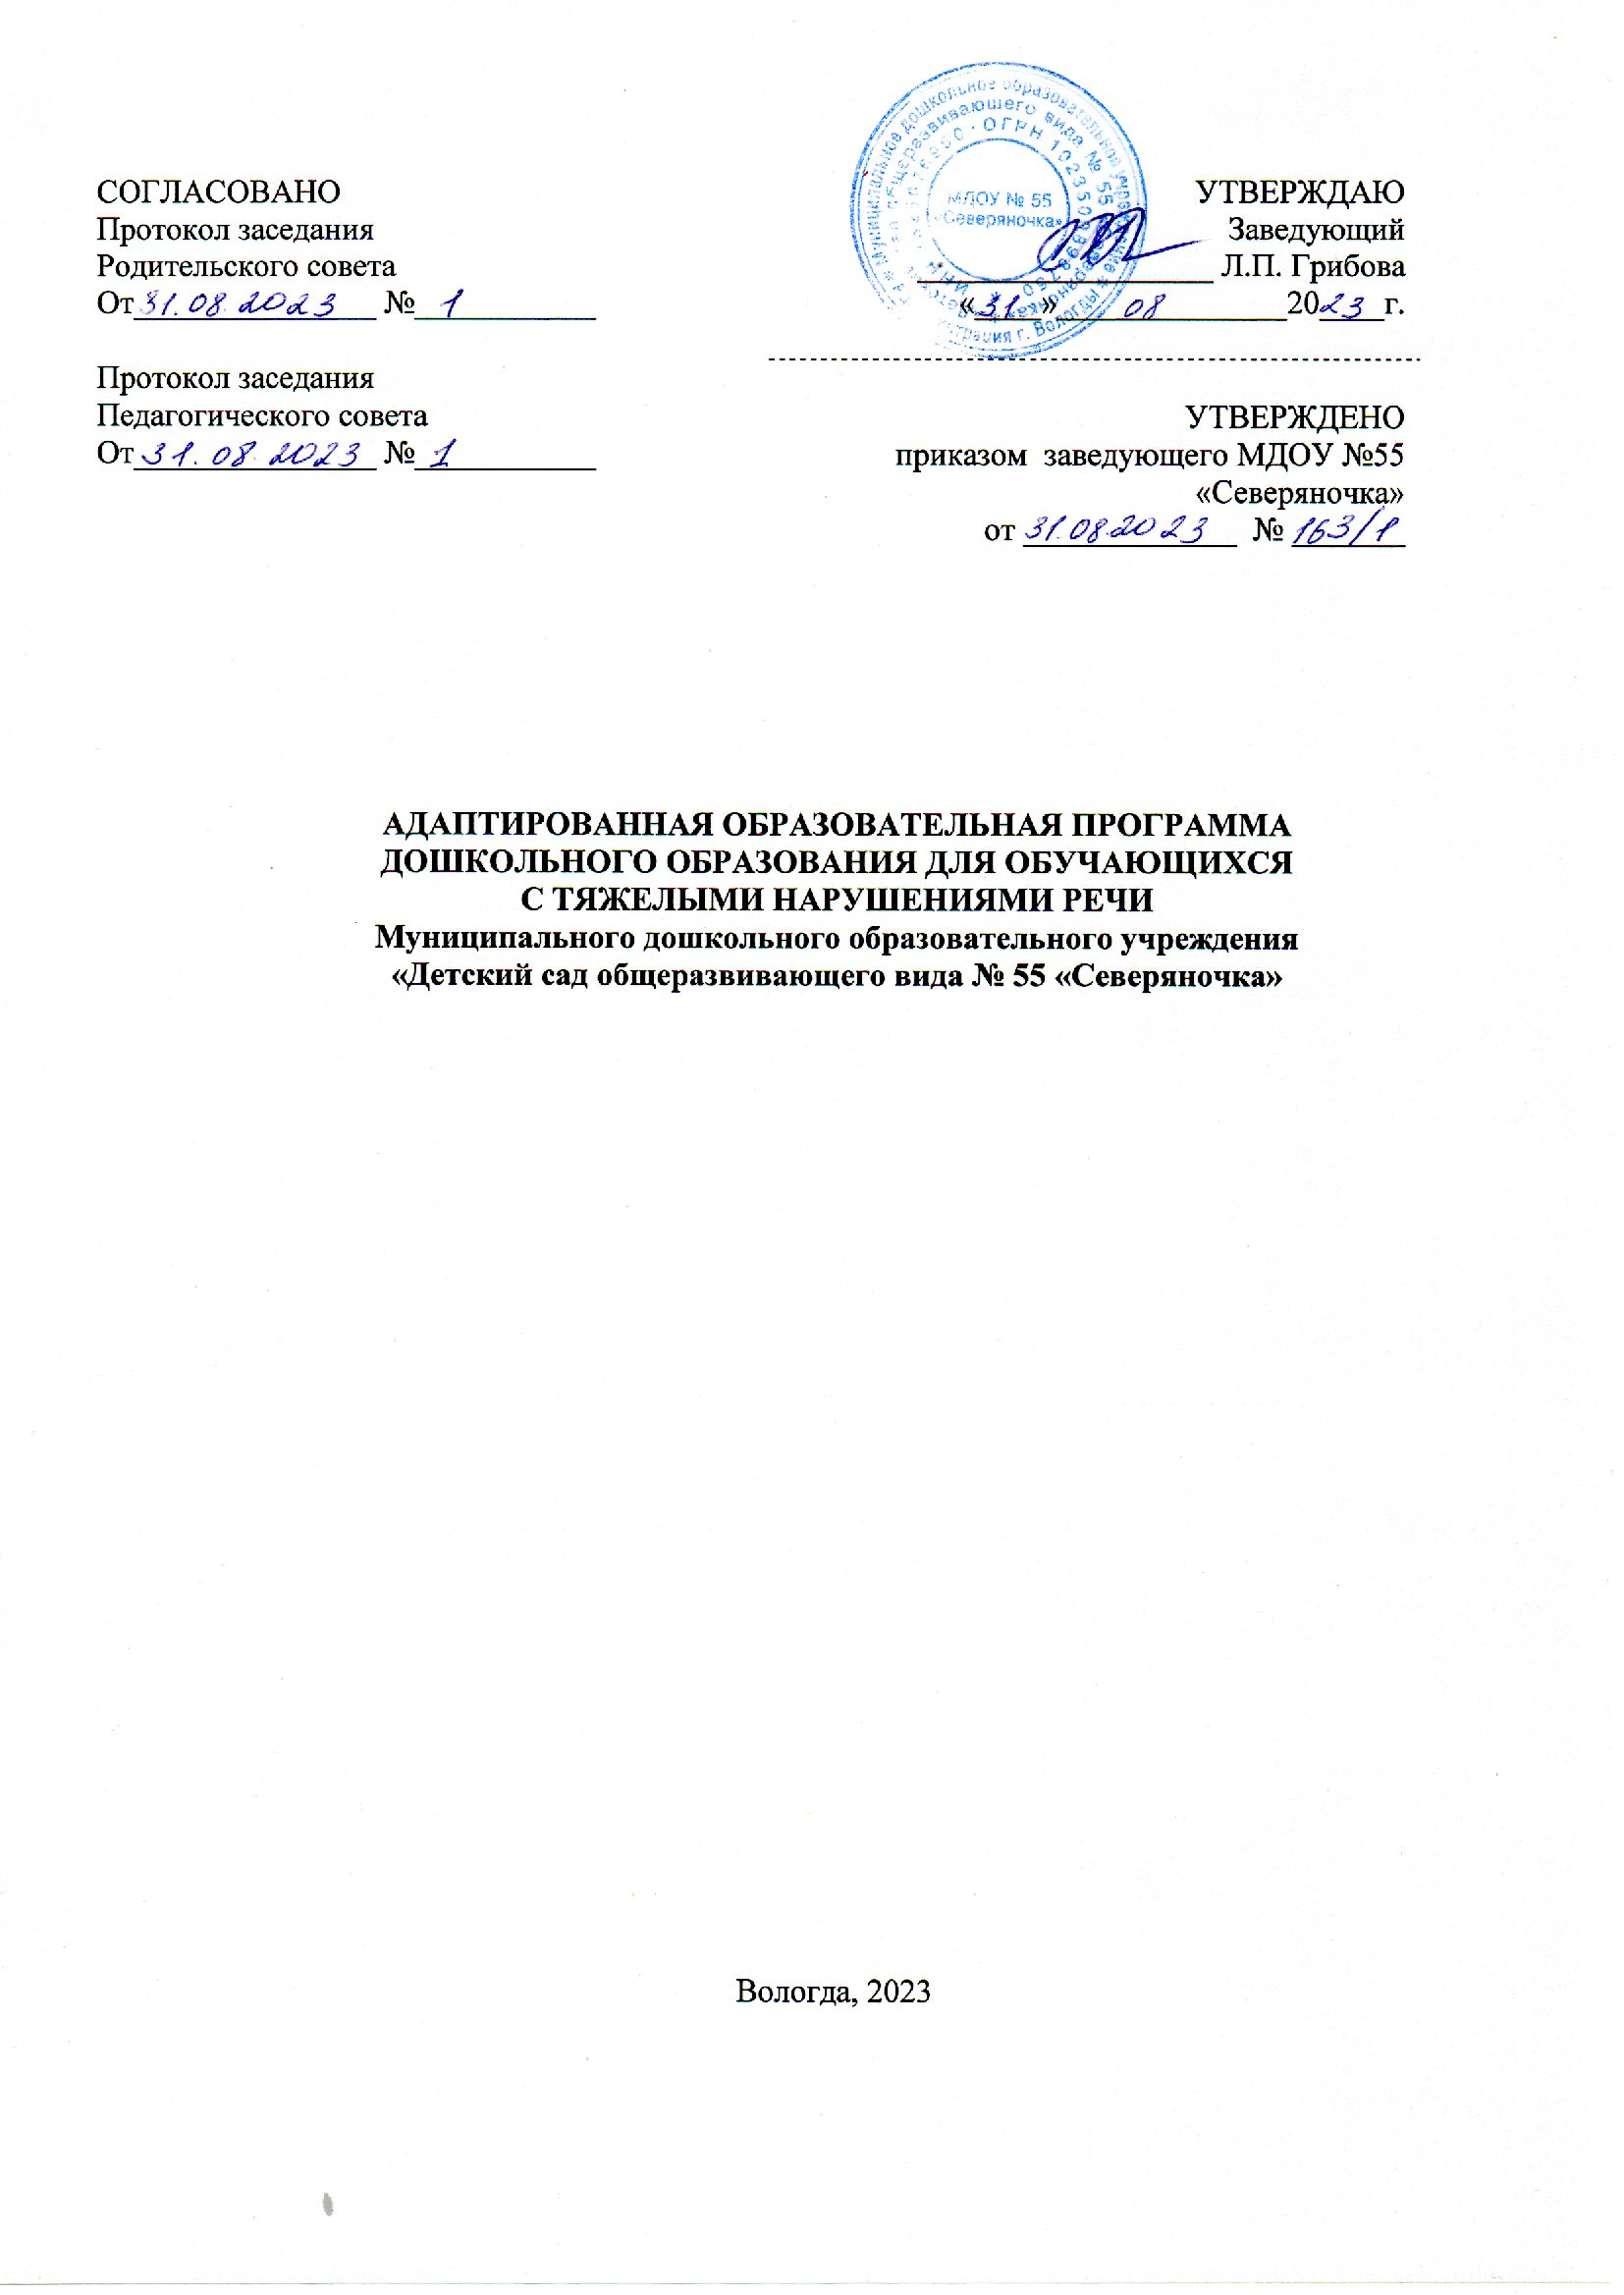 СОГЛАСОВАНО
Протокол заседания
Родительского совета
От 31.08.2023 № 1
Протокол заседания
Педагогического совета
От 31.08.2023 № 1
МДОУ № 55
«Северяночка»
УТВЕРЖДАЮ
Заведующий
Л.П. Грибова
«31» 08 2023 г.
УТВЕРЖДЕНО
приказом заведующего МДОУ №55
«Северяночка»
от 31.08.2023 № 163/1
АДАПТИРОВАННАЯ ОБРАЗОВАТЕЛЬНАЯ ПРОГРАММА
ДОШКОЛЬНОГО ОБРАЗОВАНИЯ ДЛЯ ОБУЧАЮЩИХСЯ
С ТЯЖЕЛЫМИ НАРУШЕНИЯМИ РЕЧИ
Муниципального дошкольного образовательного учреждения
«Детский сад общеразвивающего вида № 55 «Северяночка»
Вологда, 2023